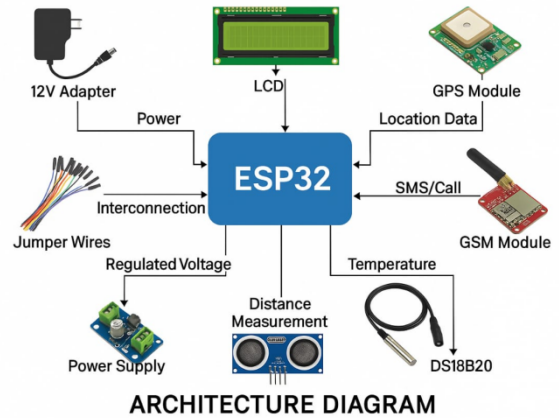 12V Adapter
LCD
GPS Module
Power
Location Data
ESP32
Jumper Wires
Interconnection
SMS/Call
GSM Module
Regulated Voltage
Temperature
Power Supply
Distance
Measurement
DS18B20
ARCHITECTURE DIAGRAM